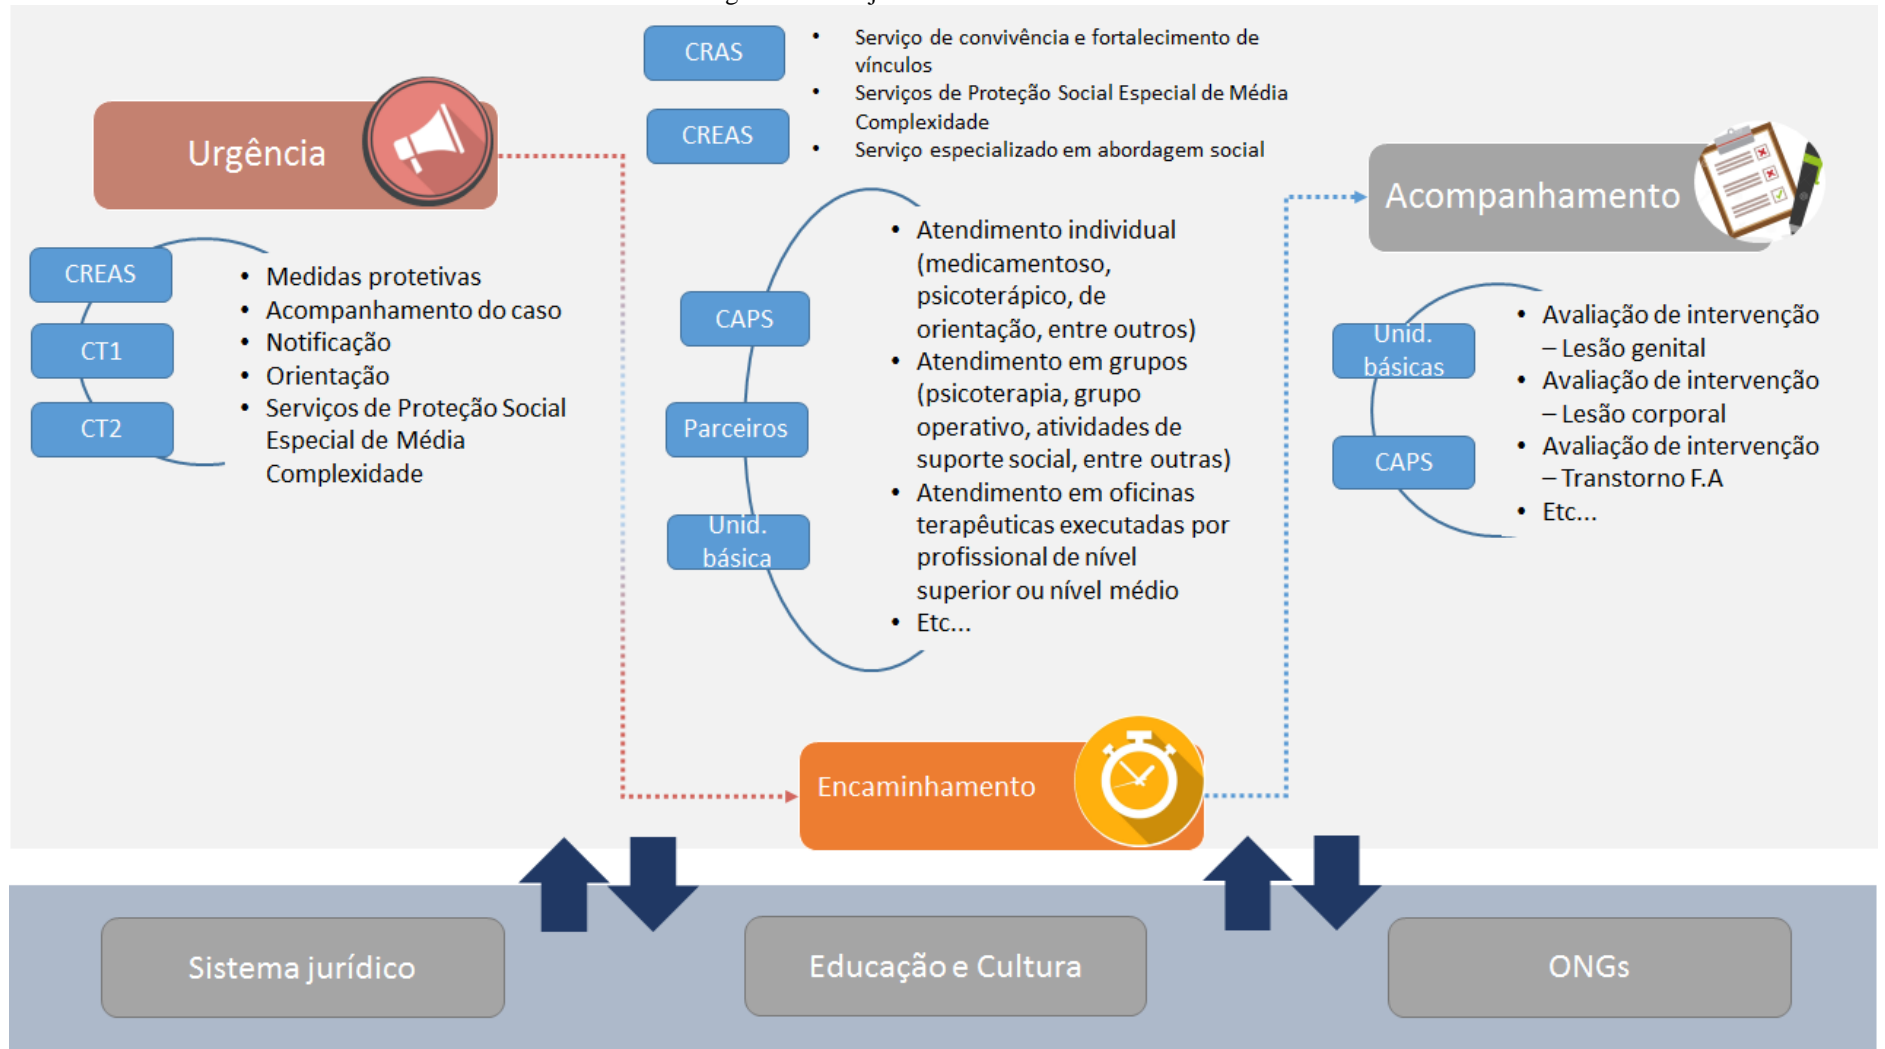 Urgência
CREAS
CT1
CT2
• Medidas protetivas
• Acompanhamento do caso
• Notificação
• Orientação
• Serviços de Proteção Social
Especial de Média
Complexidade
CRAS
CREAS
• Serviço de convivência e fortalecimento de
vínculos
• Serviços de Proteção Social Especial de Média
Complexidade
• Serviço especializado em abordagem social
CAPS
Parceiros
Unid.
básica
• Atendimento individual
(medicamentoso,
psicoterápico, de
orientação, entre outros)
• Atendimento em grupos
(psicoterapia, grupo
operativo, atividades de
suporte social, entre outras)
• Atendimento em oficinas
terapêuticas executadas por
profissional de nível
superior ou nível médio
• Etc...
Encaminhamento
Acompanhamento
Unid.
básicas
CAPS
• Avaliação de intervenção
– Lesão genital
• Avaliação de intervenção
– Lesão corporal
• Avaliação de intervenção
– Transtorno F.A
• Etc...
Sistema jurídico
Educação e Cultura
ONGs